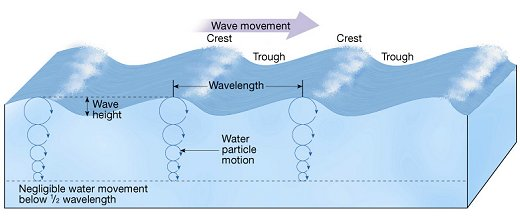 Wave movement
Crest
Crest
Trough
Trough
Wavelength
Wave
height
Water
particle
motion
Negligible water movement
below ½ wavelength